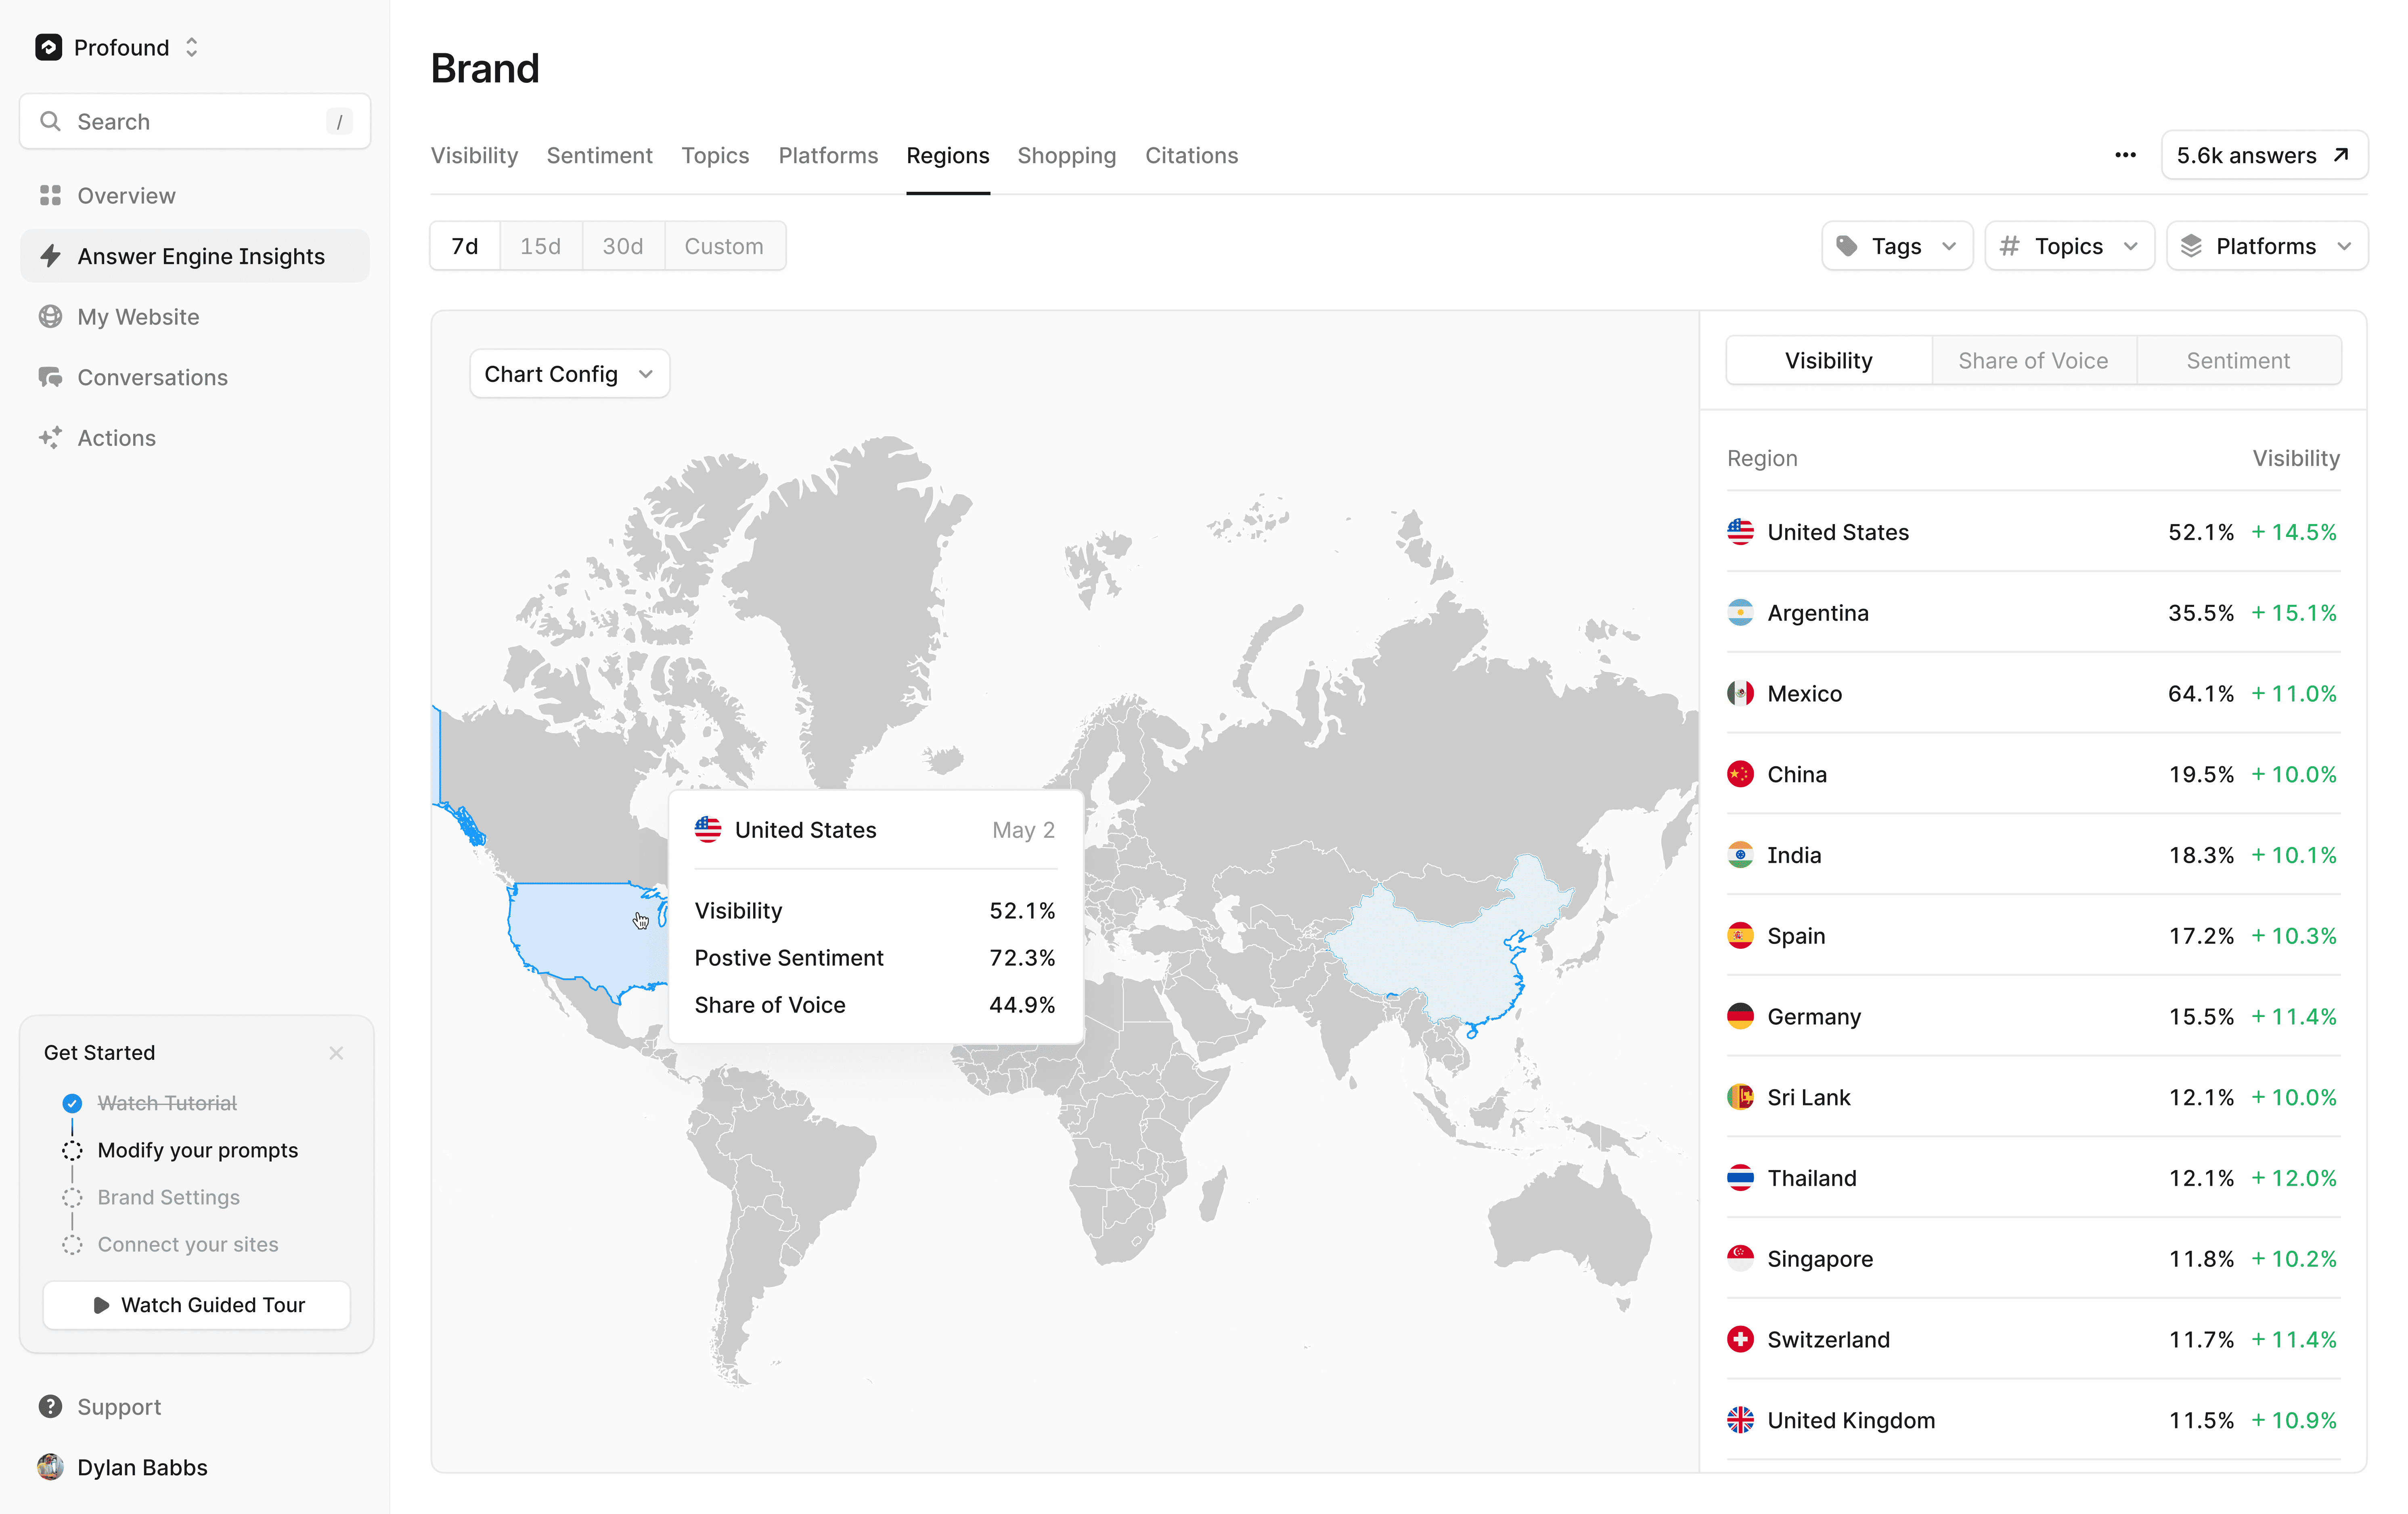 Profound
Search /
Overview
Answer Engine Insights
My Website
Conversations
Actions
Get Started
Watch Tutorial
Modify your prompts
Brand Settings
Connect your sites
Watch Guided Tour
Support
Dylan Babbs
Brand
Visibility Sentiment Topics Platforms Regions Shopping Citations
5.6k answers
7d 15d 30d Custom
Tags # Topics Platforms
Chart Config
United States May 2
Visibility 52.1%
Postive Sentiment 72.3%
Share of Voice 44.9%
Visibility Share of Voice Sentiment
Region Visibility
United States 52.1% + 14.5%
Argentina 35.5% + 15.1%
Mexico 64.1% + 11.0%
China 19.5% + 10.0%
India 18.3% + 10.1%
Spain 17.2% + 10.3%
Germany 15.5% + 11.4%
Sri Lank 12.1% + 10.0%
Thailand 12.1% + 12.0%
Singapore 11.8% + 10.2%
Switzerland 11.7% + 11.4%
United Kingdom 11.5% + 10.9%